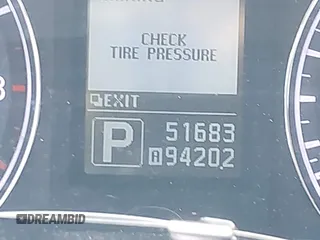 CHECK
TIRE PRESSURE
EXIT
P
51683
A 94202
DREAMBID